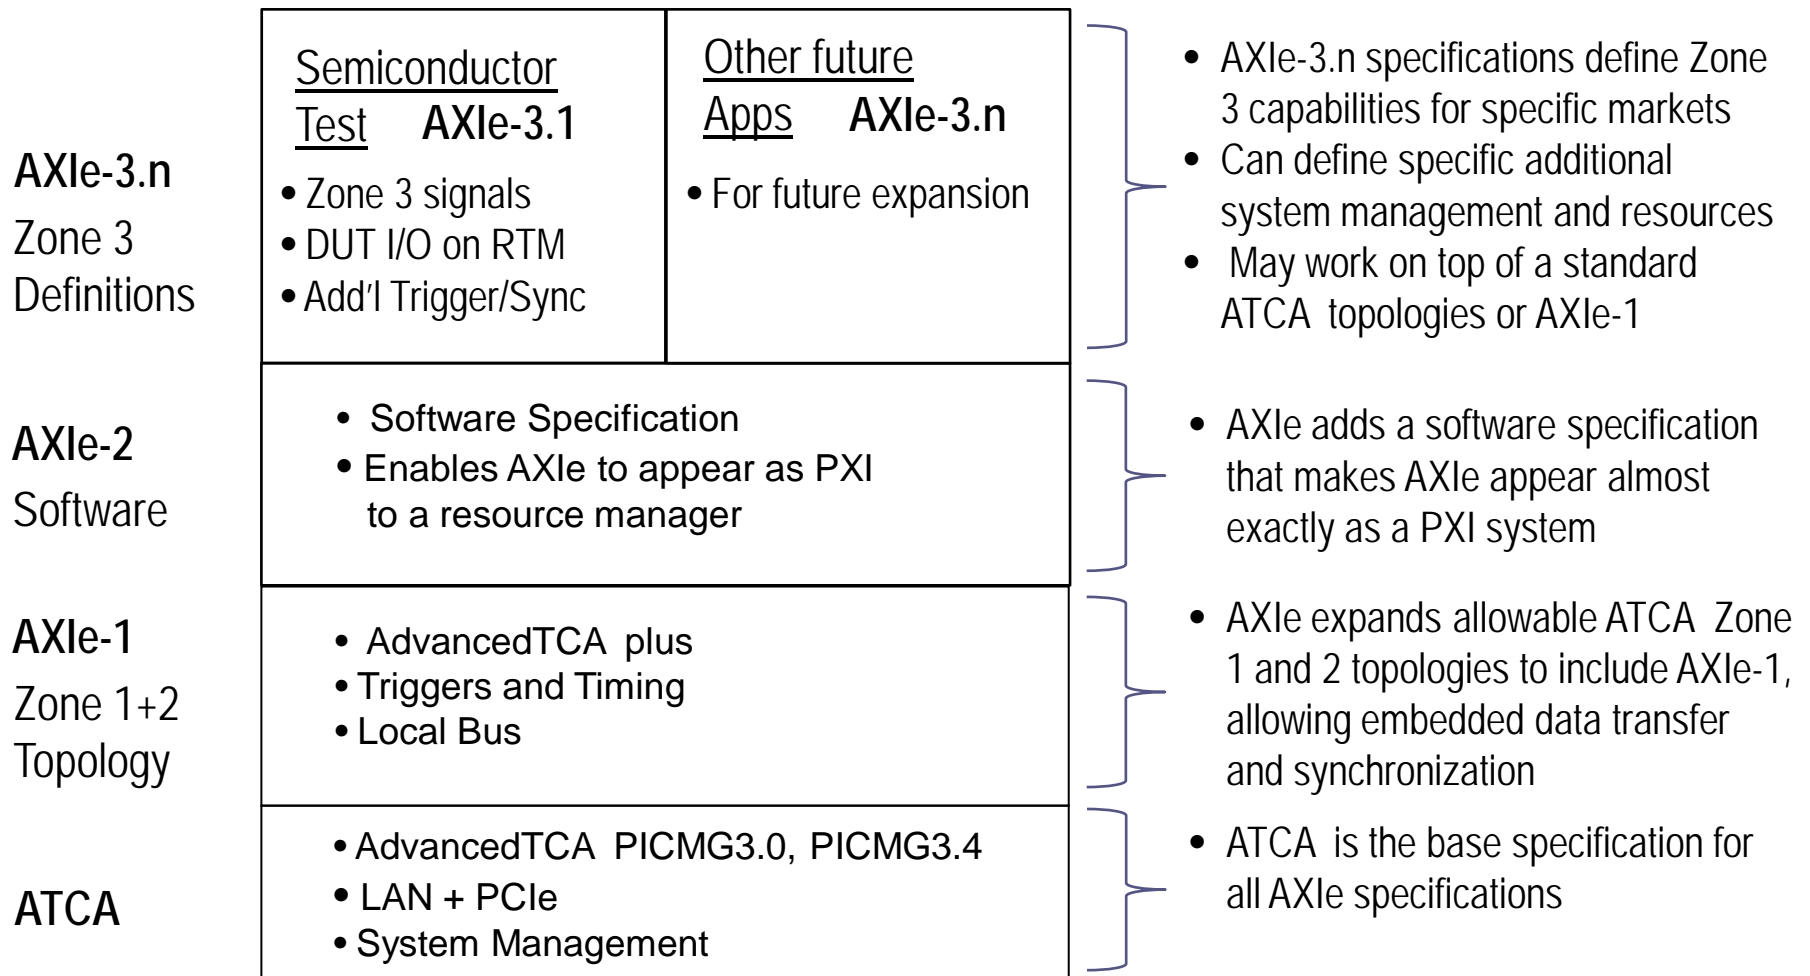 AXIe-3.n
Zone 3
Definitions
Semiconductor
Test AXIe-3.1
• Zone 3 signals
• DUT I/O on RTM
• Add'l Trigger/Sync
Other future
Apps AXIe-3.n
• For future expansion
• AXIe-3.n specifications define Zone
3 capabilities for specific markets
• Can define specific additional
system management and resources
• May work on top of a standard
ATCA topologies or AXIe-1
AXIe-2
Software
• Software Specification
• Enables AXIe to appear as PXI
to a resource manager
• AXIe adds a software specification
that makes AXIe appear almost
exactly as a PXI system
AXIe-1
Zone 1+2
Topology
• AdvancedTCA plus
• Triggers and Timing
• Local Bus
• AXIe expands allowable ATCA Zone
1 and 2 topologies to include AXIe-1,
allowing embedded data transfer
and synchronization
ATCA
• AdvancedTCA PICMG3.0, PICMG3.4
• LAN + PCIe
• System Management
• ATCA is the base specification for
all AXIe specifications